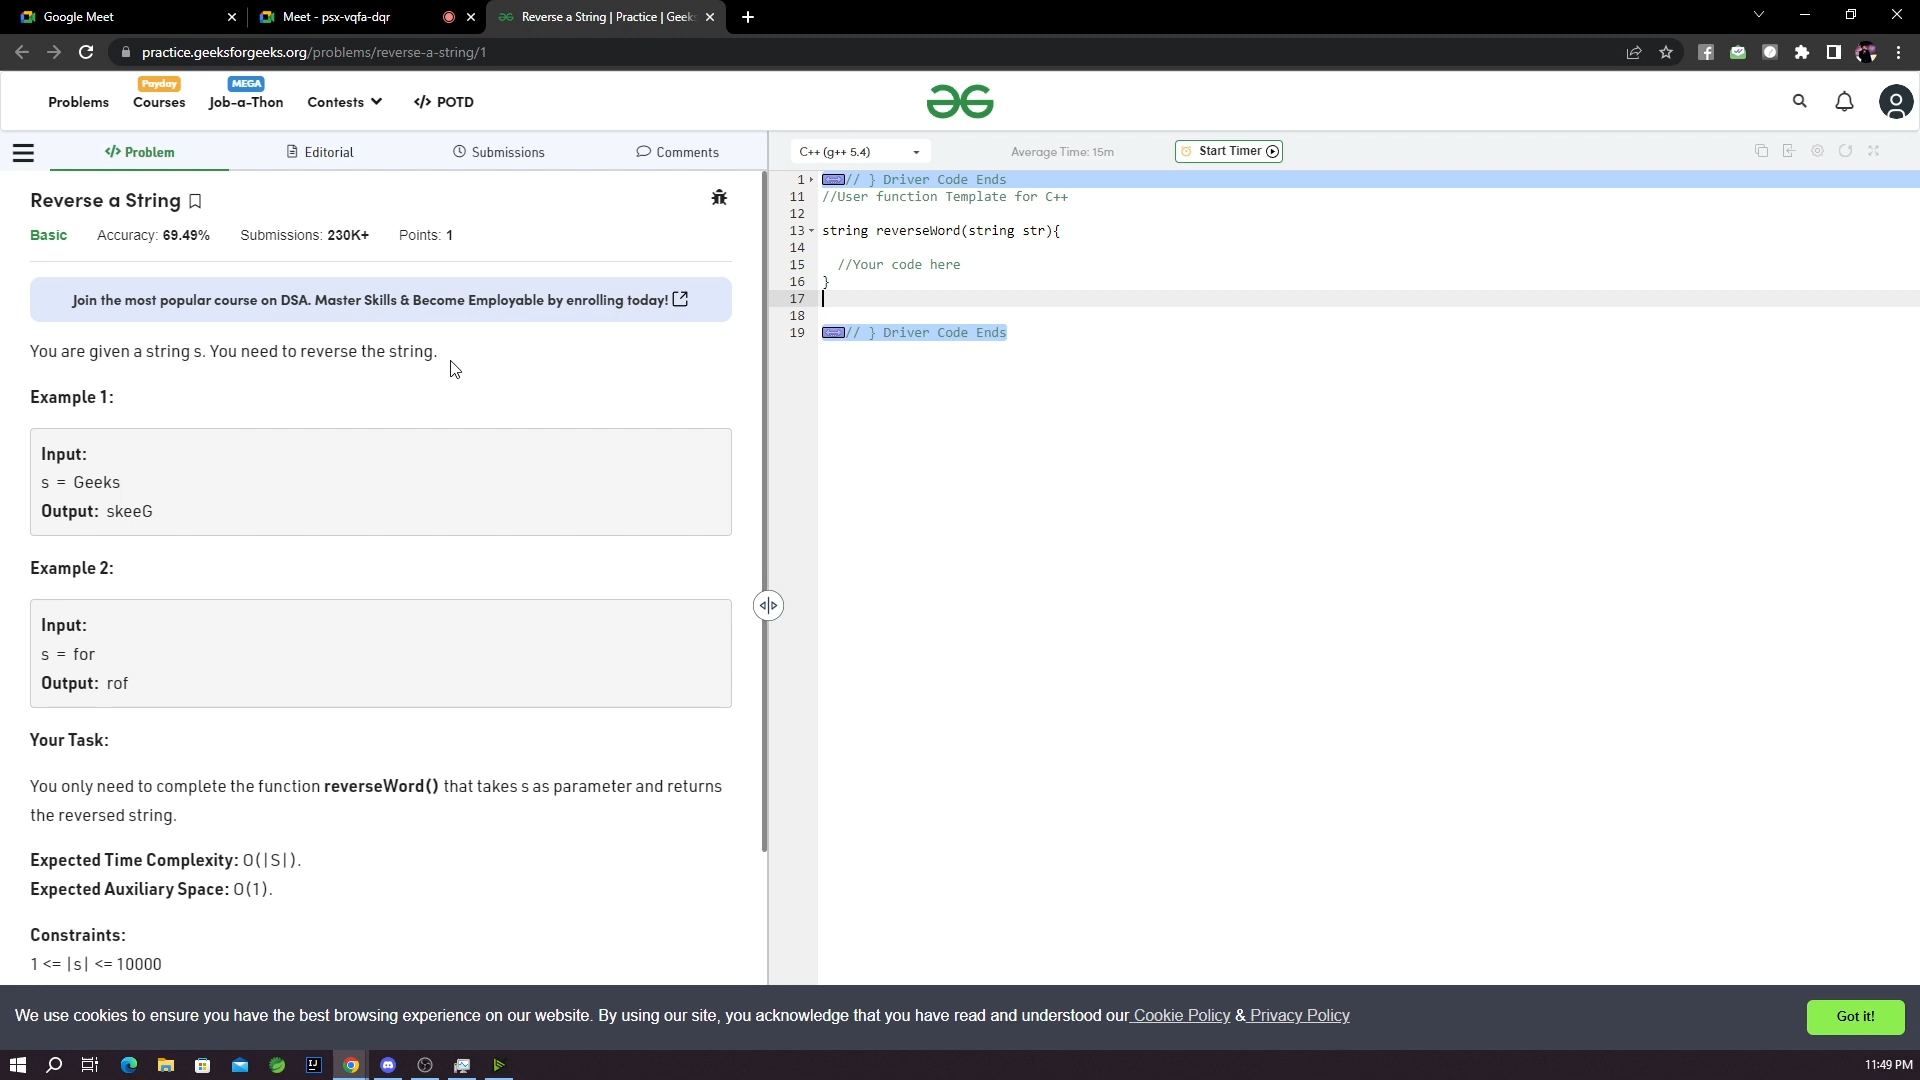 Google Meet
Meet - psx-vqfa-dqr
Reverse a String | Practice | Geek
practice.geeksforgeeks.org/problems/reverse-a-string/1
Problems
Payday
Courses
MEGA
Job-a-Thon
Contests
</> POTD
</> Problem
Editorial
Submissions
Comments
C++ (g++ 5.4)
Average Time: 15m
Start Timer
Reverse a String
Basic Accuracy: 69.49% Submissions: 230K+ Points: 1
Join the most popular course on DSA. Master Skills & Become Employable by enrolling today!
You are given a string s. You need to reverse the string.
Example 1:
Input:
s = Geeks
Output: skeeG
Example 2:
Input:
s = for
Output: rof
Your Task:
You only need to complete the function reverseWord() that takes s as parameter and returns
the reversed string.
Expected Time Complexity: O(|S|).
Expected Auxiliary Space: O(1).
Constraints:
1 <= |s| <= 10000
1 // } Driver Code Ends
11 //User function Template for C++
12
13 string reverseWord(string str){
14
15 //Your code here
16 }
17
18
19 // } Driver Code Ends
We use cookies to ensure you have the best browsing experience on our website. By using our site, you acknowledge that you have read and understood our Cookie Policy & Privacy Policy
Got it!
11:49 PM